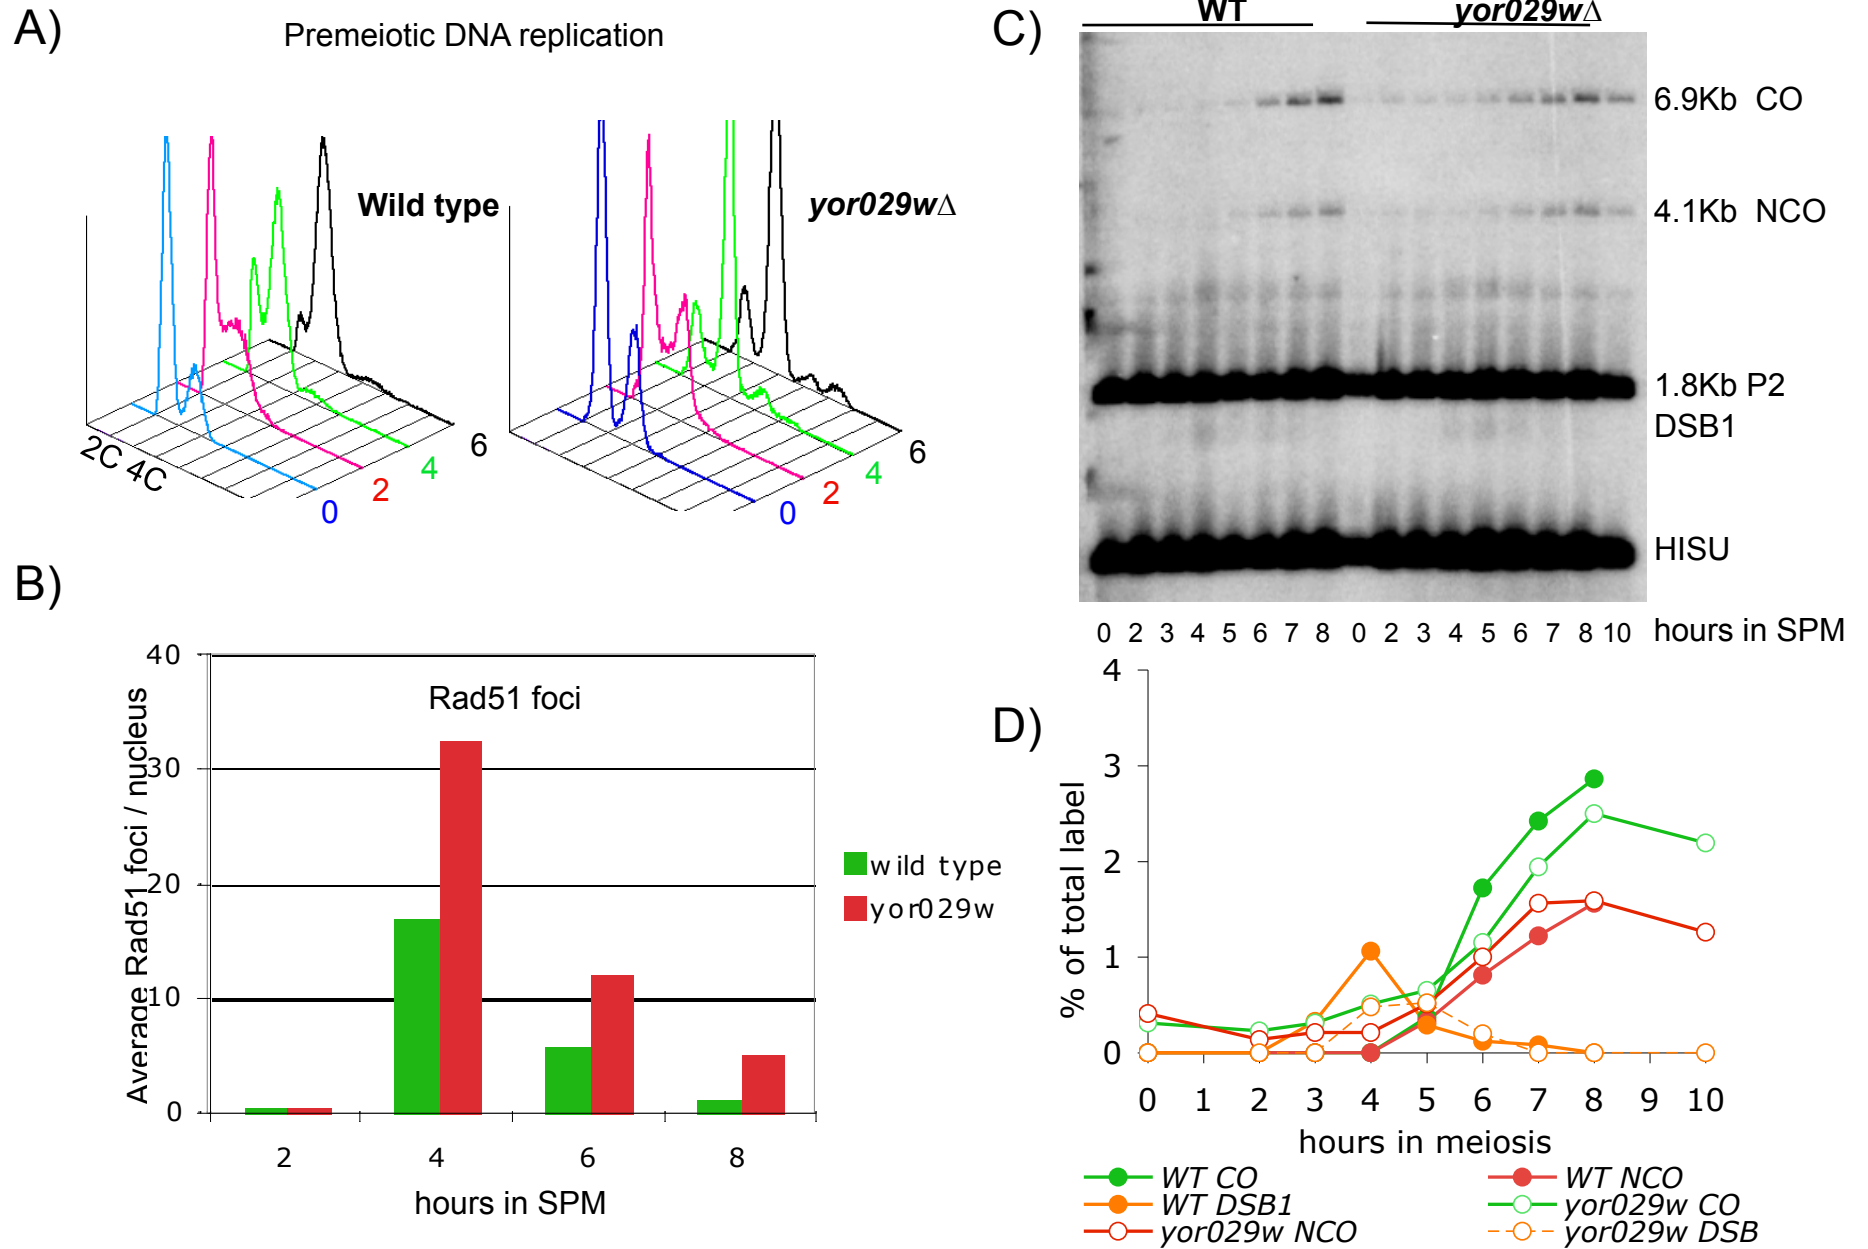 A)
Premeiotic DNA replication
Wild type
yor029wΔ
2C 4C
0
2
4
6
0
2
4
6
B)
Rad51 foci
Average Rad51 foci / nucleus
40
30
20
10
0
2 4 6 8
hours in SPM
wild type
yor029w
C)
WT
yor029wΔ
6.9Kb CO
4.1Kb NCO
1.8Kb P2
DSB1
HISU
0 2 3 4 5 6 7 8 0 2 3 4 5 6 7 8 10 hours in SPM
D)
% of total label
4
3
2
1
0
0 1 2 3 4 5 6 7 8 9 10
hours in meiosis
WT CO
WT NCO
WT DSB1
yor029w CO
yor029w NCO
yor029w DSB